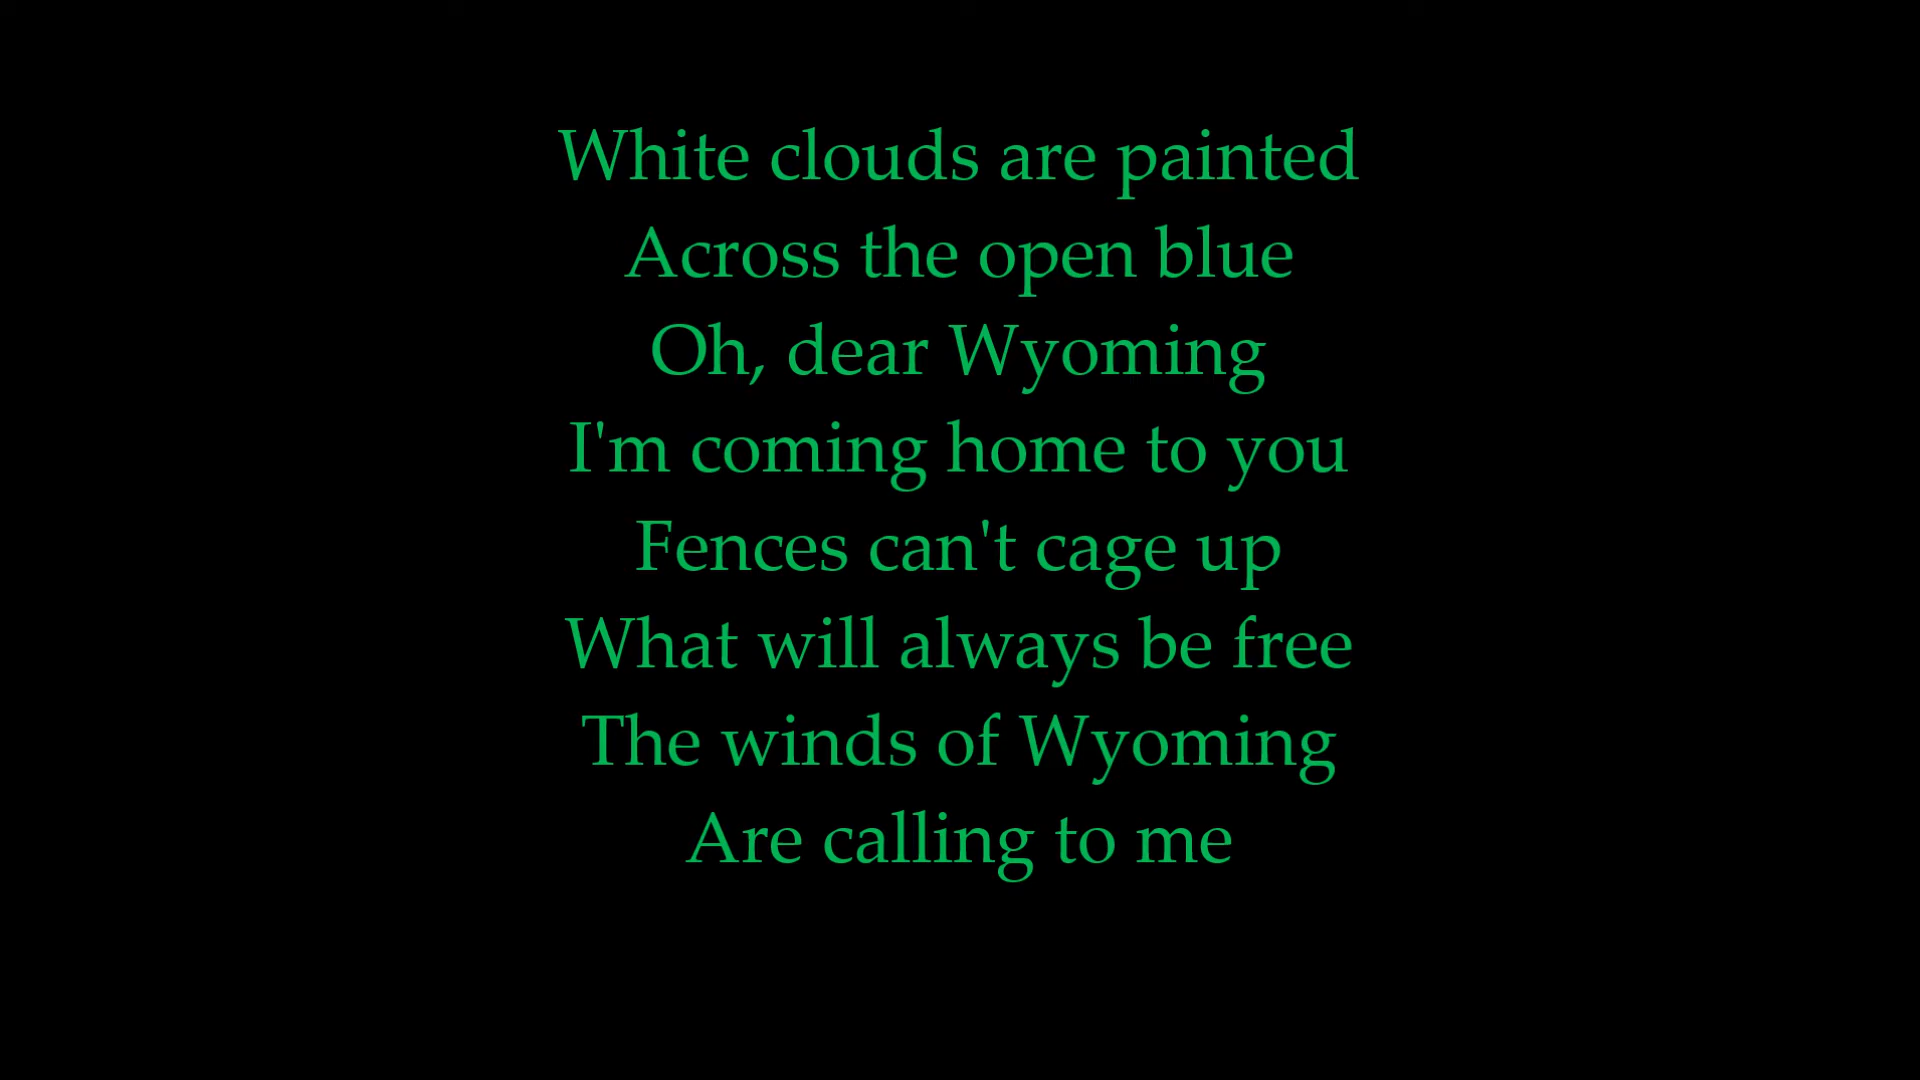 White clouds are painted
Across the open blue
Oh, dear Wyoming
I'm coming home to you
Fences can't cage up
What will always be free
The winds of Wyoming
Are calling to me